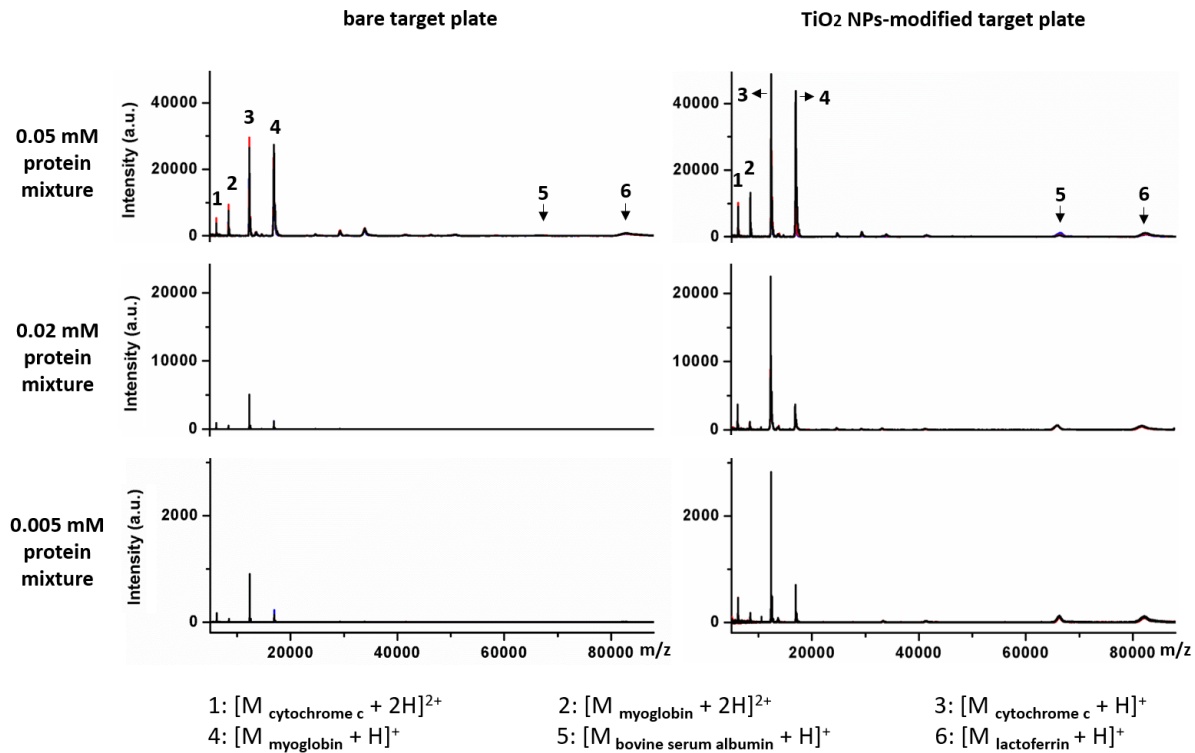 bare target plate
TiO2 NPs-modified target plate
0.05 mM
protein
mixture
Intensity (a.u.)
40000
20000
0
1
2
3
4
5
6
40000
20000
0
3
4
1
2
5
6
0.02 mM
protein
mixture
Intensity (a.u.)
20000
10000
0
20000
10000
0
0.005 mM
protein
mixture
Intensity (a.u.)
2000
0
2000
0
20000 40000 60000 80000 m/z
20000 40000 60000 80000 m/z
1: [M cytochrome c + 2H]2+ 2: [M myoglobin + 2H]2+ 3: [M cytochrome c + H]+
4: [M myoglobin + H]+ 5: [M bovine serum albumin + H]+ 6: [M lactoferrin + H]+